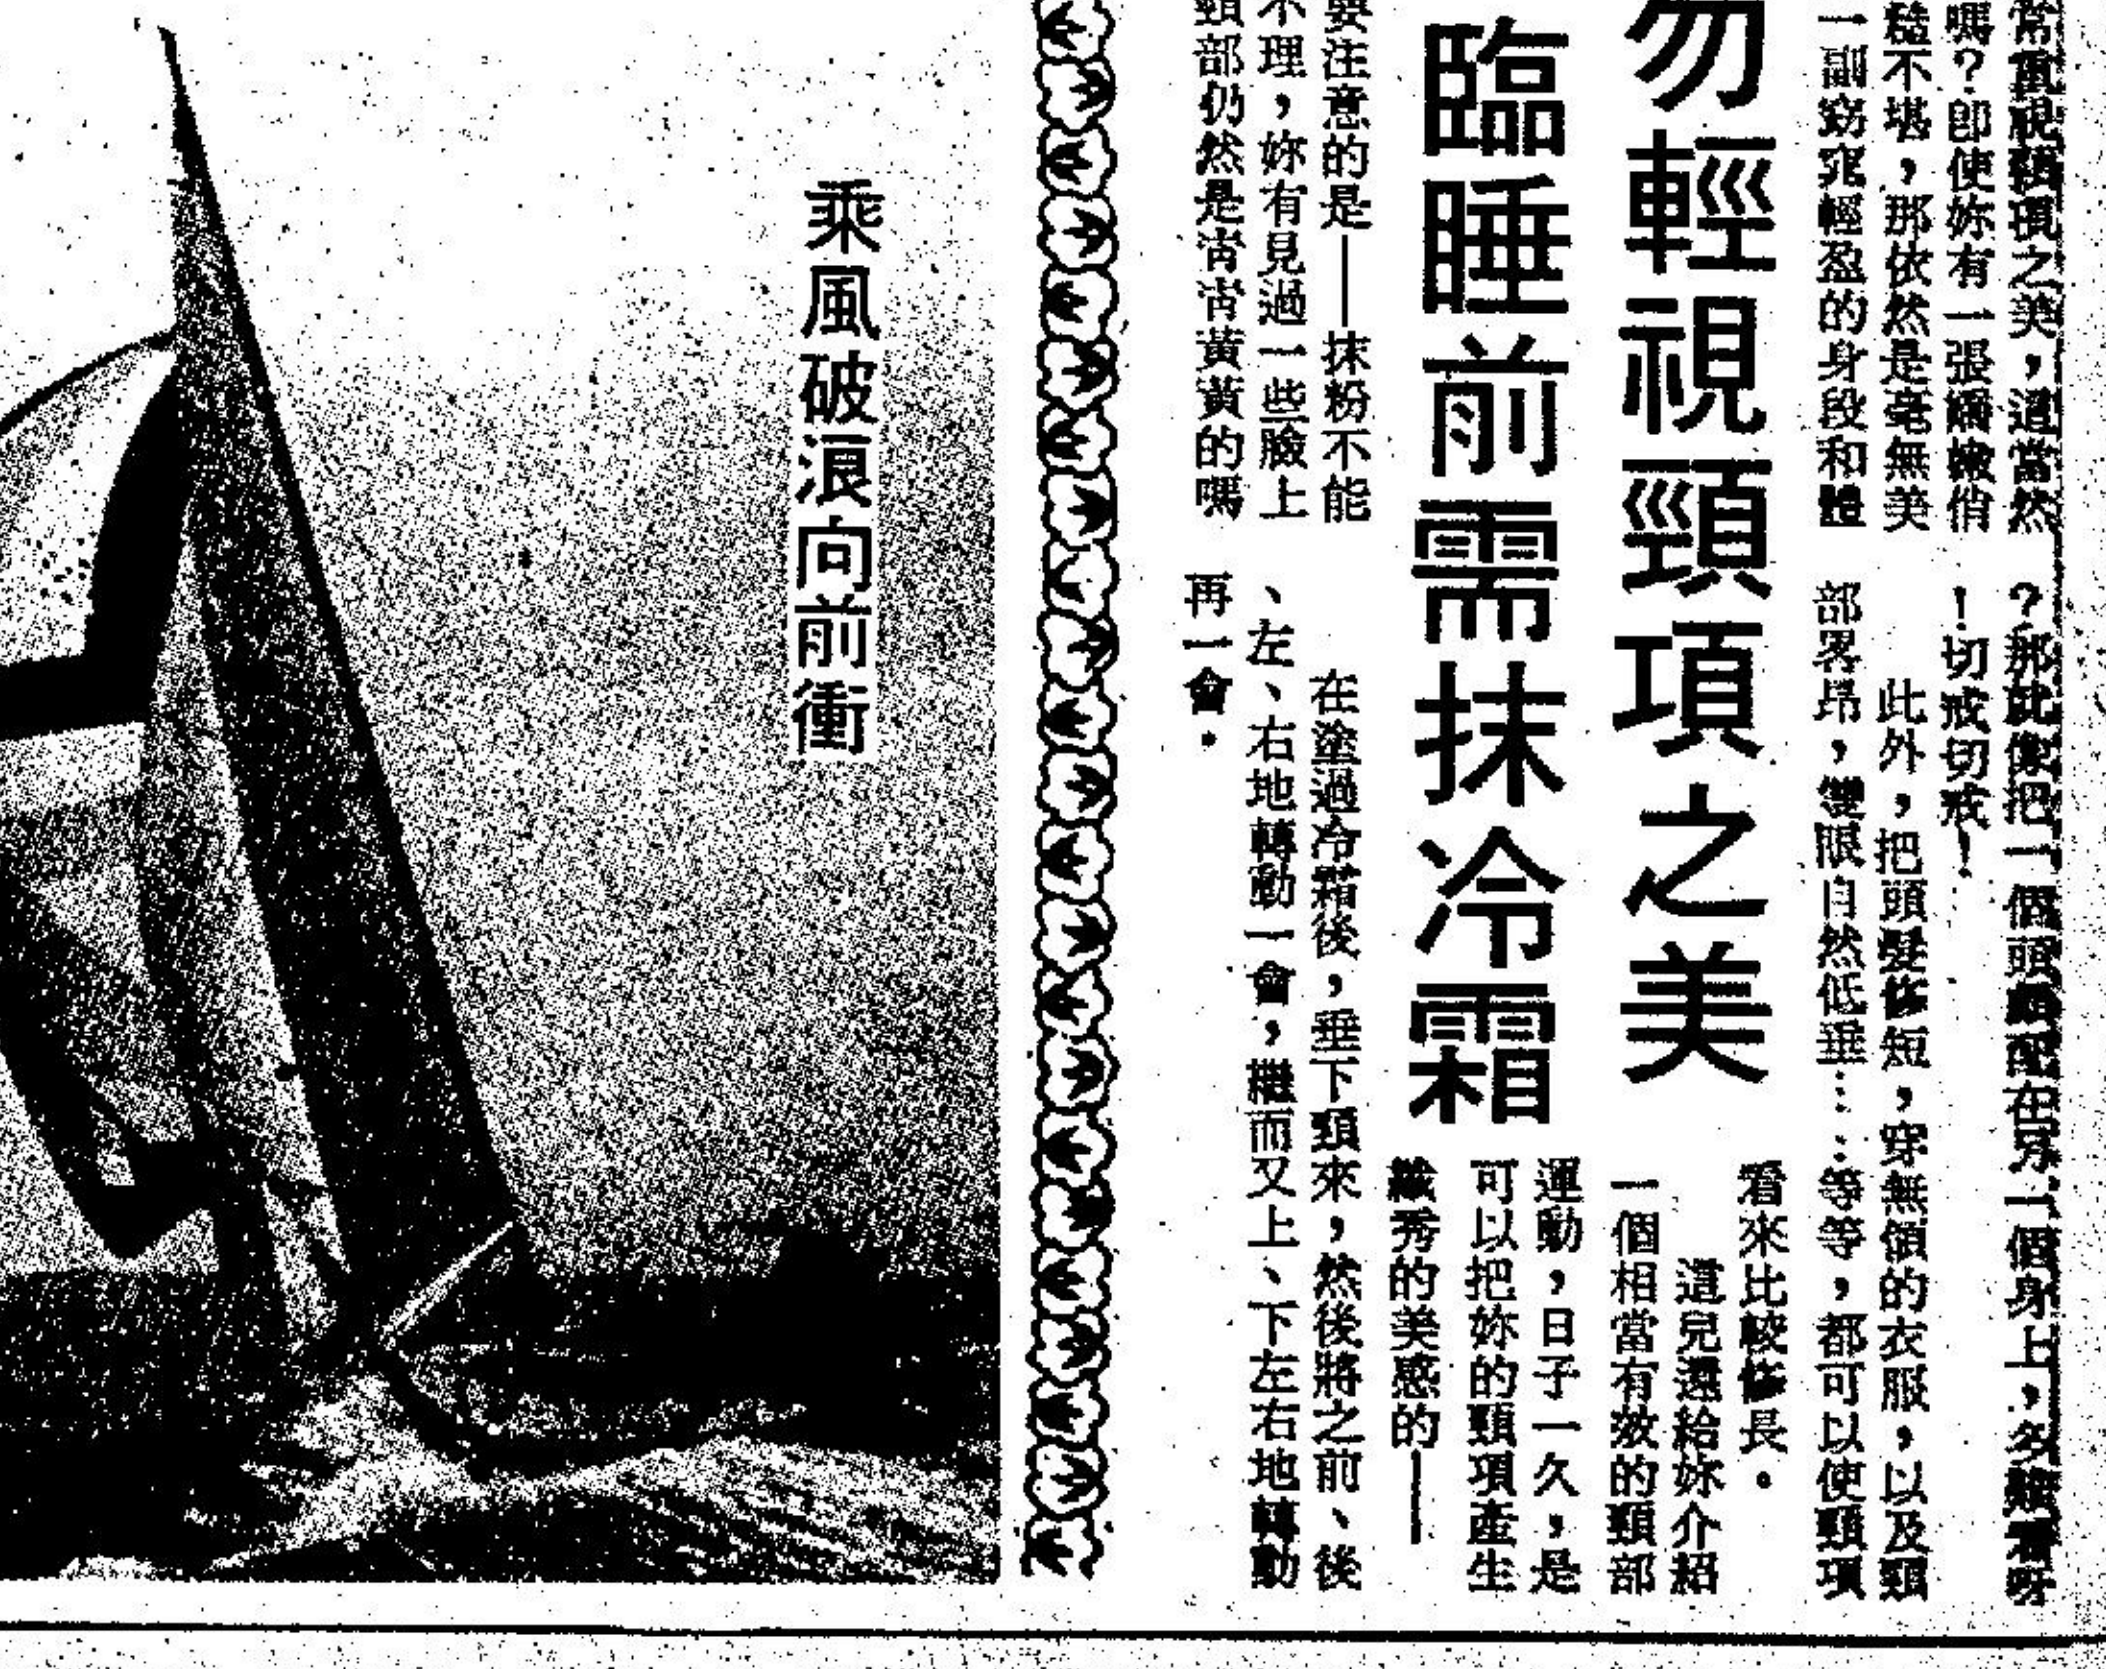 勿輕視頸項之美
臨睡前需抹冷霜
常重視頸項之美，這當然
嗎？卽使妳有一張嬌嫩俏
糙不堪，那依然是毫無美
一副窈窕輕盈的身段和體
要注意的是——抹粉不能
不理，妳有見過一些臉上
頸部仍然是靑靑黃黃的嗎
？那就像把一個頭顱配在另一個身上，多難看呀
！切戒切戒！
此外，把頭髮修短，穿無領的衣服，以及頸
部畧昻，雙眼自然低垂……等等，都可以使頸項
看來比較修長。
這兒還給妳介紹
一個相當有效的頸部
運動，日子一久，是
可以把妳的頸項產生
纖秀的美感的——
在塗過冷霜後，垂下頸來，然後將之前、後
、左、右地轉動一會，繼而又上、下左右地轉動
再一會。
乘風破浪向前衝